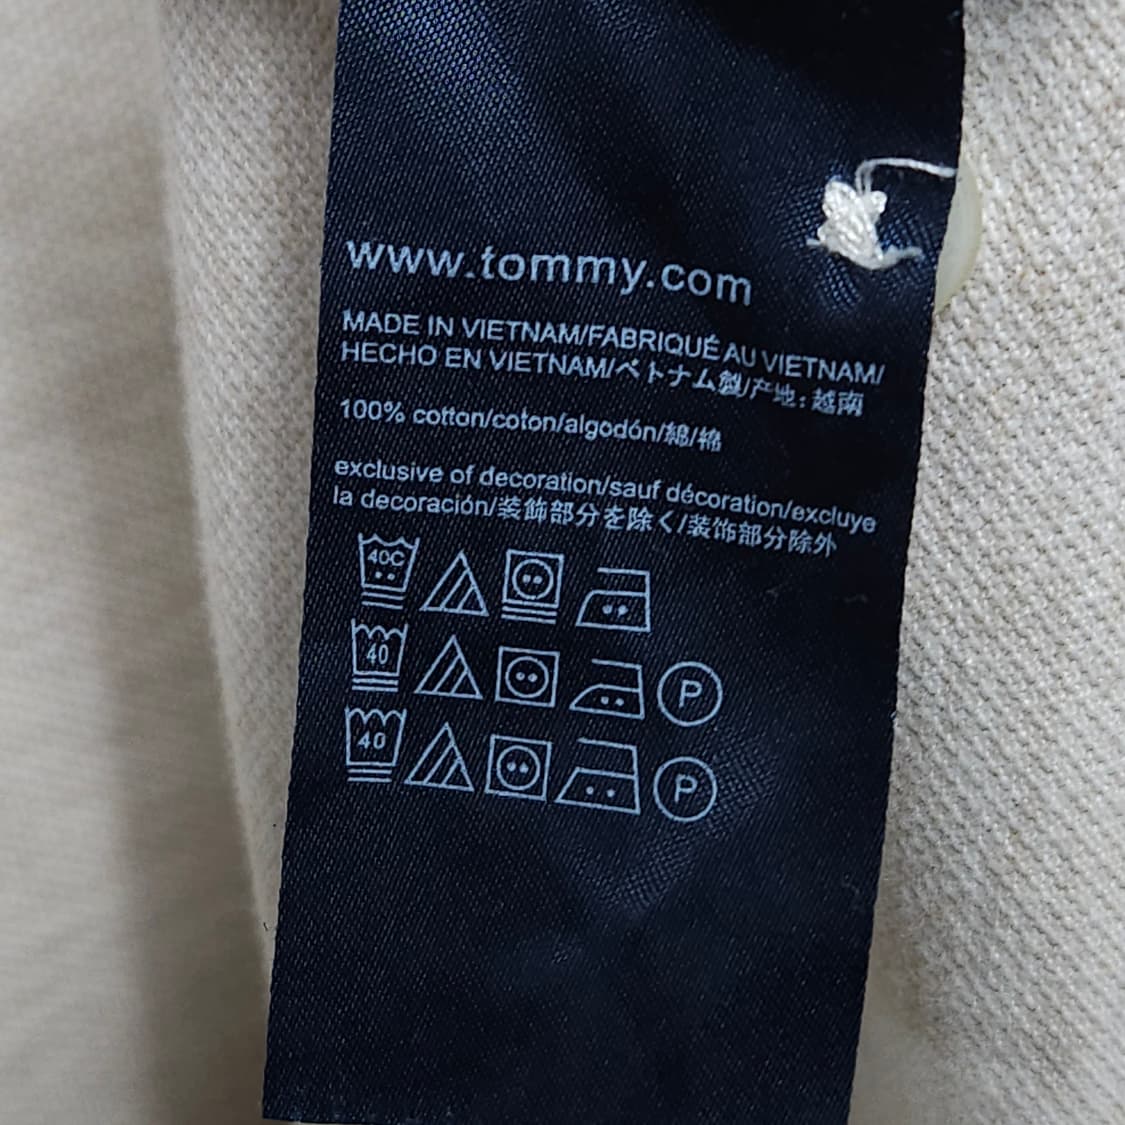 www.tommy.com
MADE IN VIETNAM/FABRIQUÉ AU VIETNAM/
HECHO EN VIETNAM/ベトナム製/产地: 越南
100% cotton/coton/algodón/綿/棉
exclusive of decoration/sauf décoration/excluye
la decoración/装飾部分を除く/装饰部分除外
40C
40 P
40 P